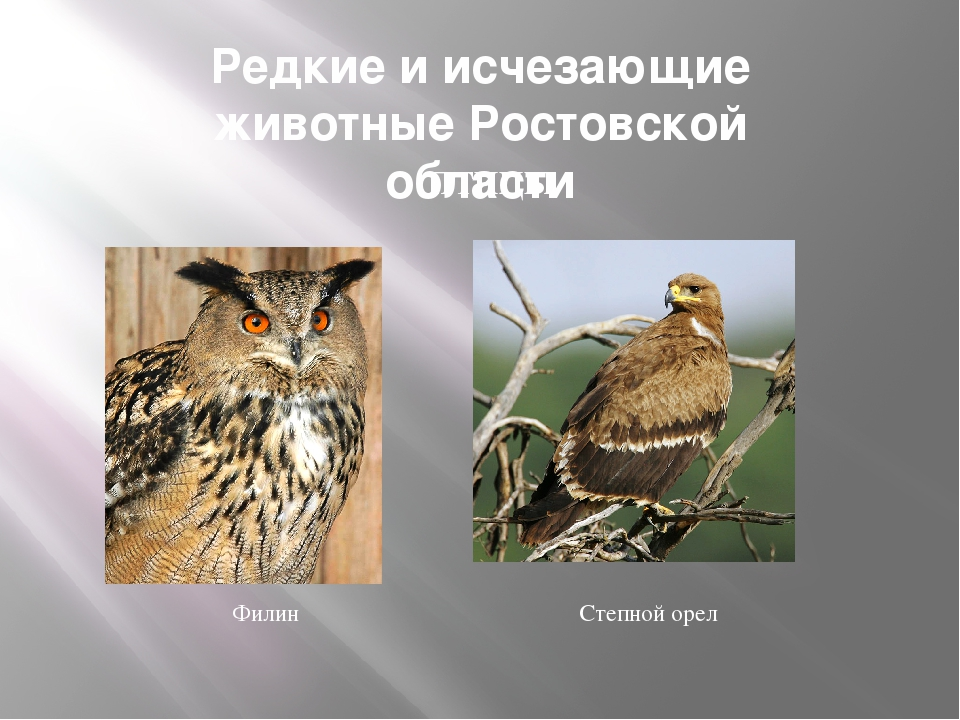 Редкие и исчезающие
животные Ростовской
области
Филин
Степной орел